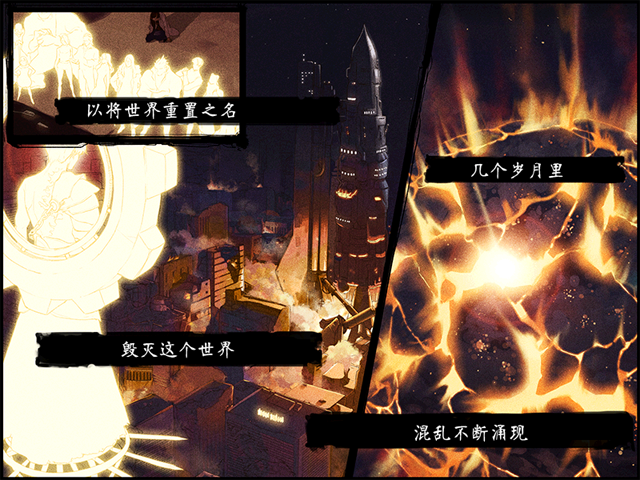 以将世界重置之名
毁灭这个世界
几个岁月里
混乱不断涌现